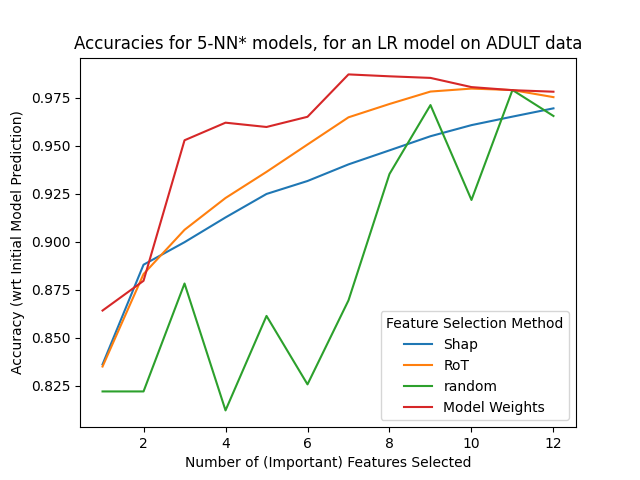 Accuracies for 5-NN* models, for an LR model on ADULT data
Accuracy (wrt Initial Model Prediction)
0.975
0.950
0.925
0.900
0.875
0.850
0.825
Feature Selection Method
Shap
RoT
random
Model Weights
2 4 6 8 10 12
Number of (Important) Features Selected